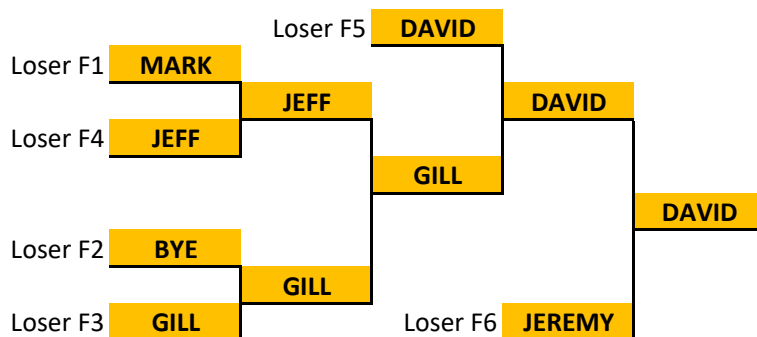 Loser F5 DAVID
Loser F1 MARK
JEFF DAVID
Loser F4 JEFF
GILL
DAVID
Loser F2 BYE
GILL
Loser F3 GILL Loser F6 JEREMY